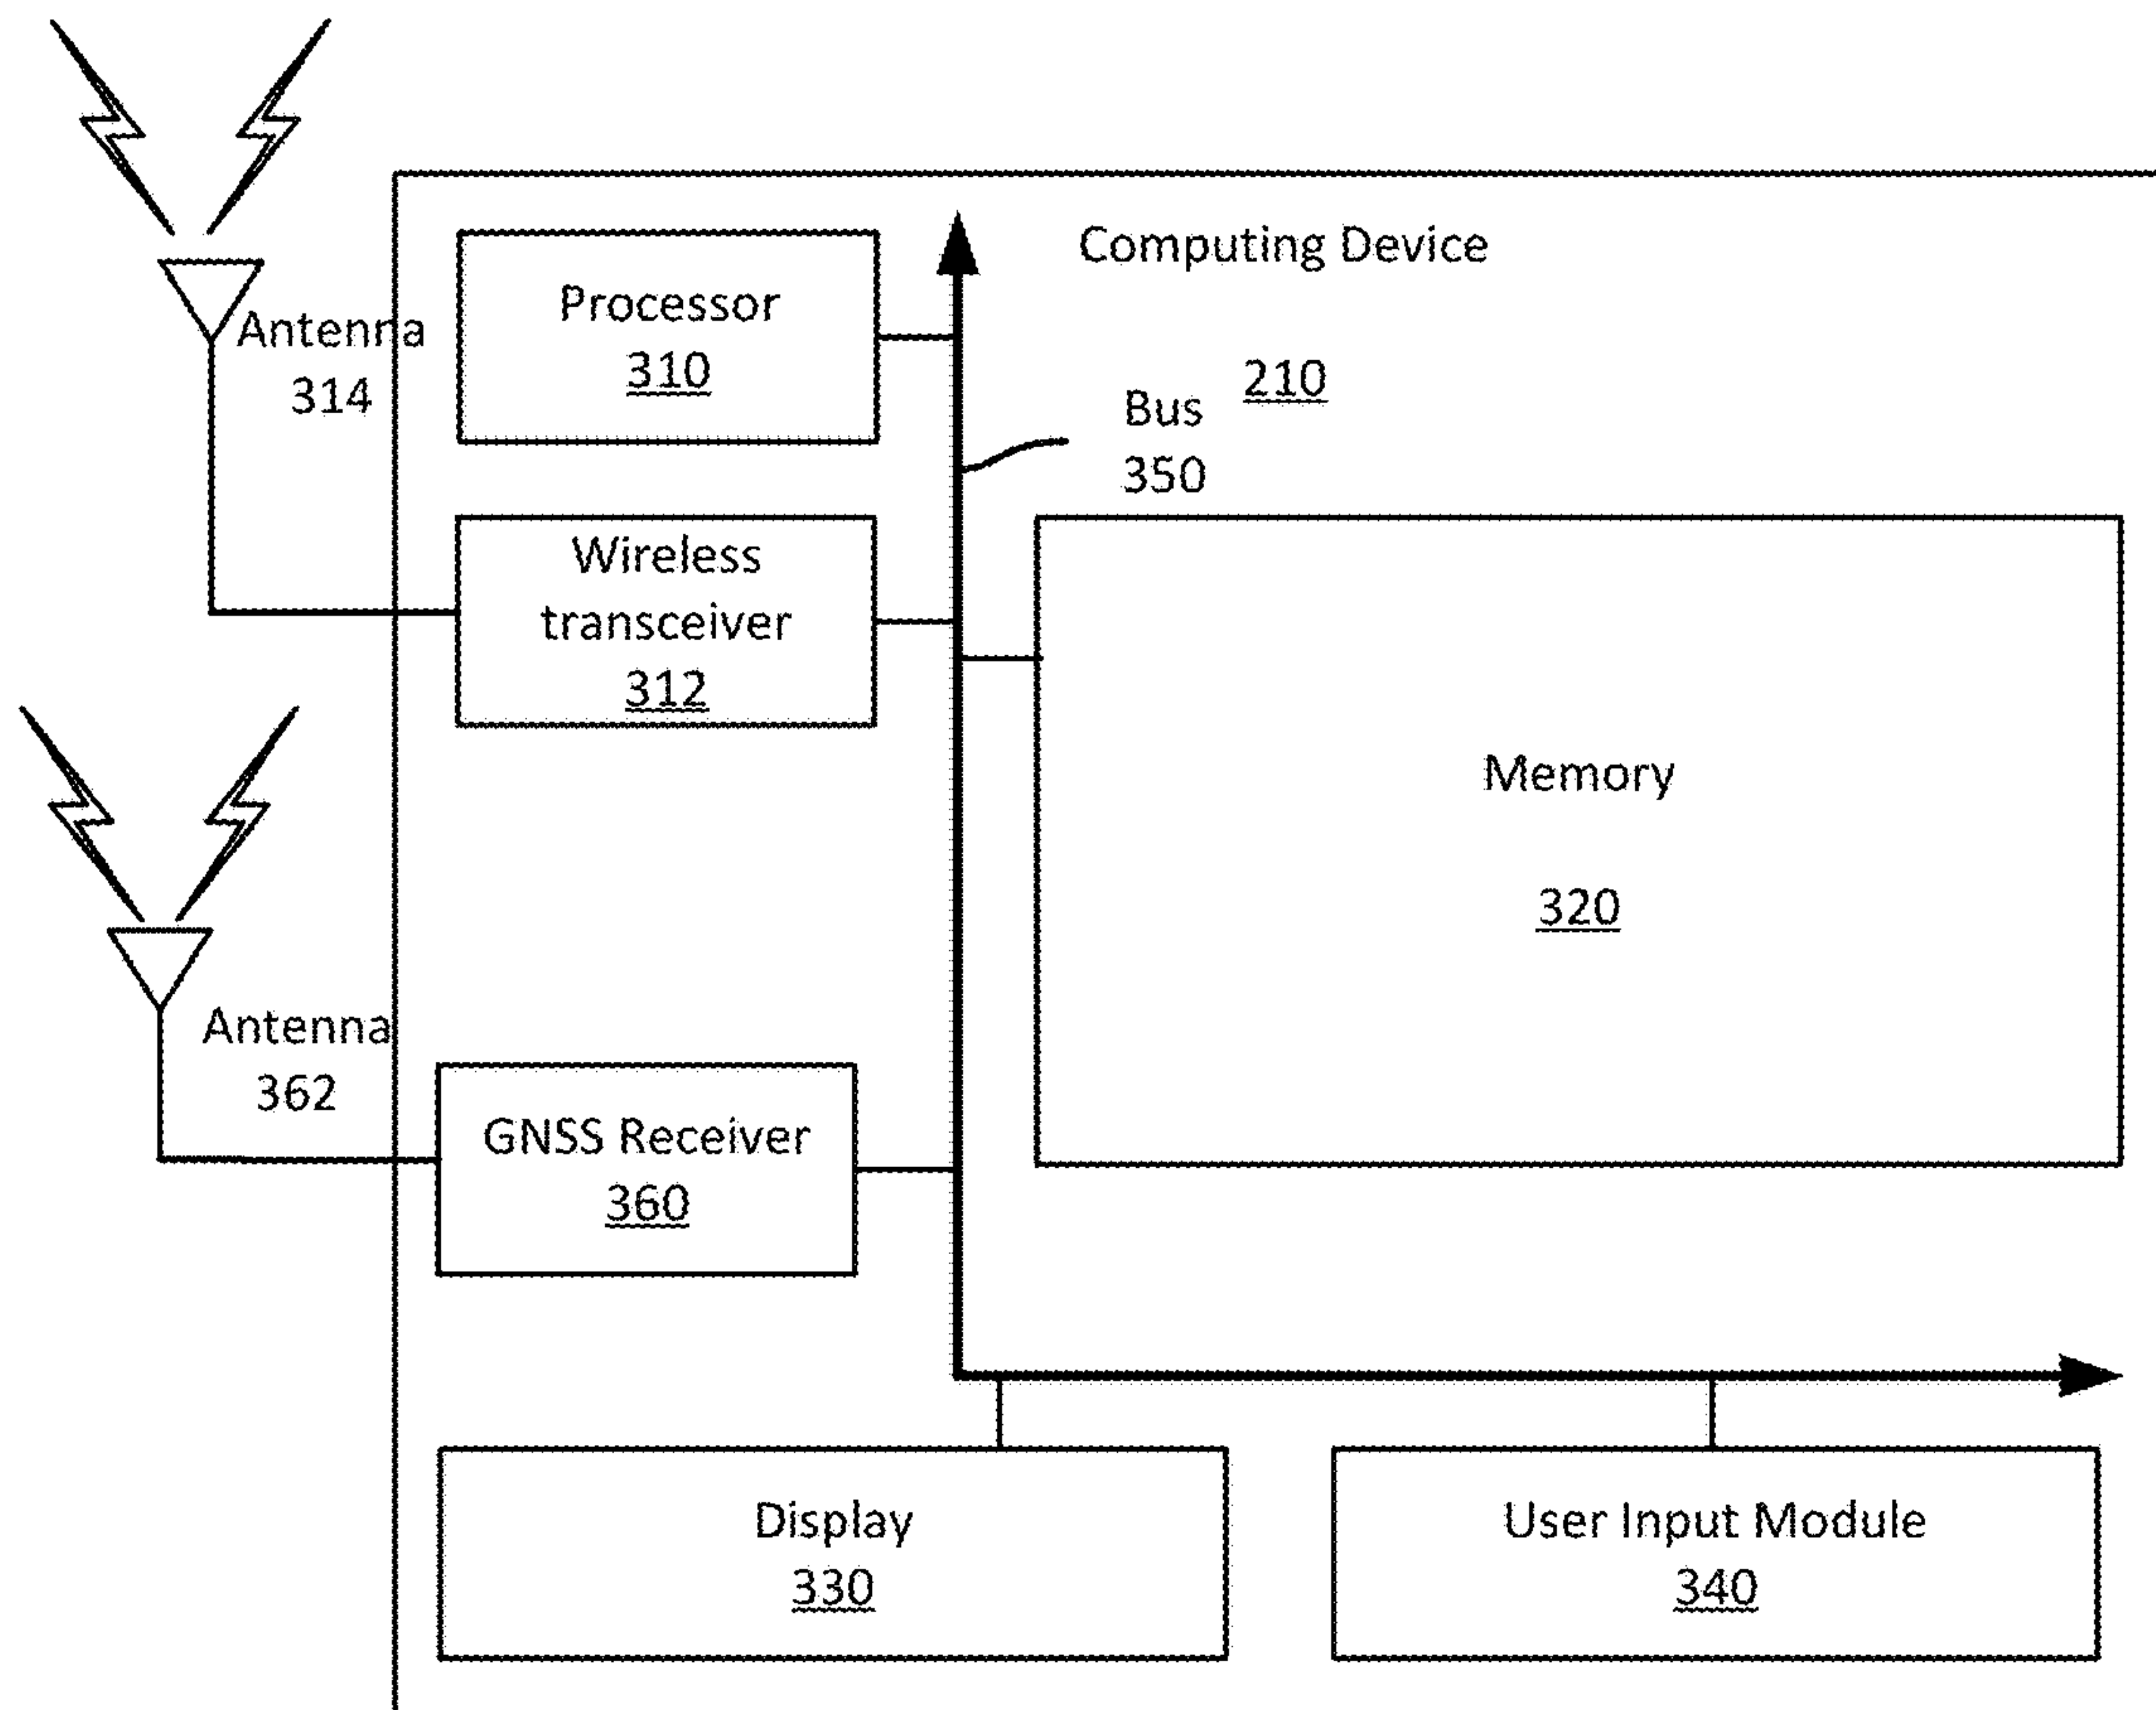 Computing Device
210
Processor
310
Antenna
314
Bus
350
Wireless
transceiver
312
Memory
320
Antenna
362
GNSS Receiver
360
Display
330
User Input Module
340